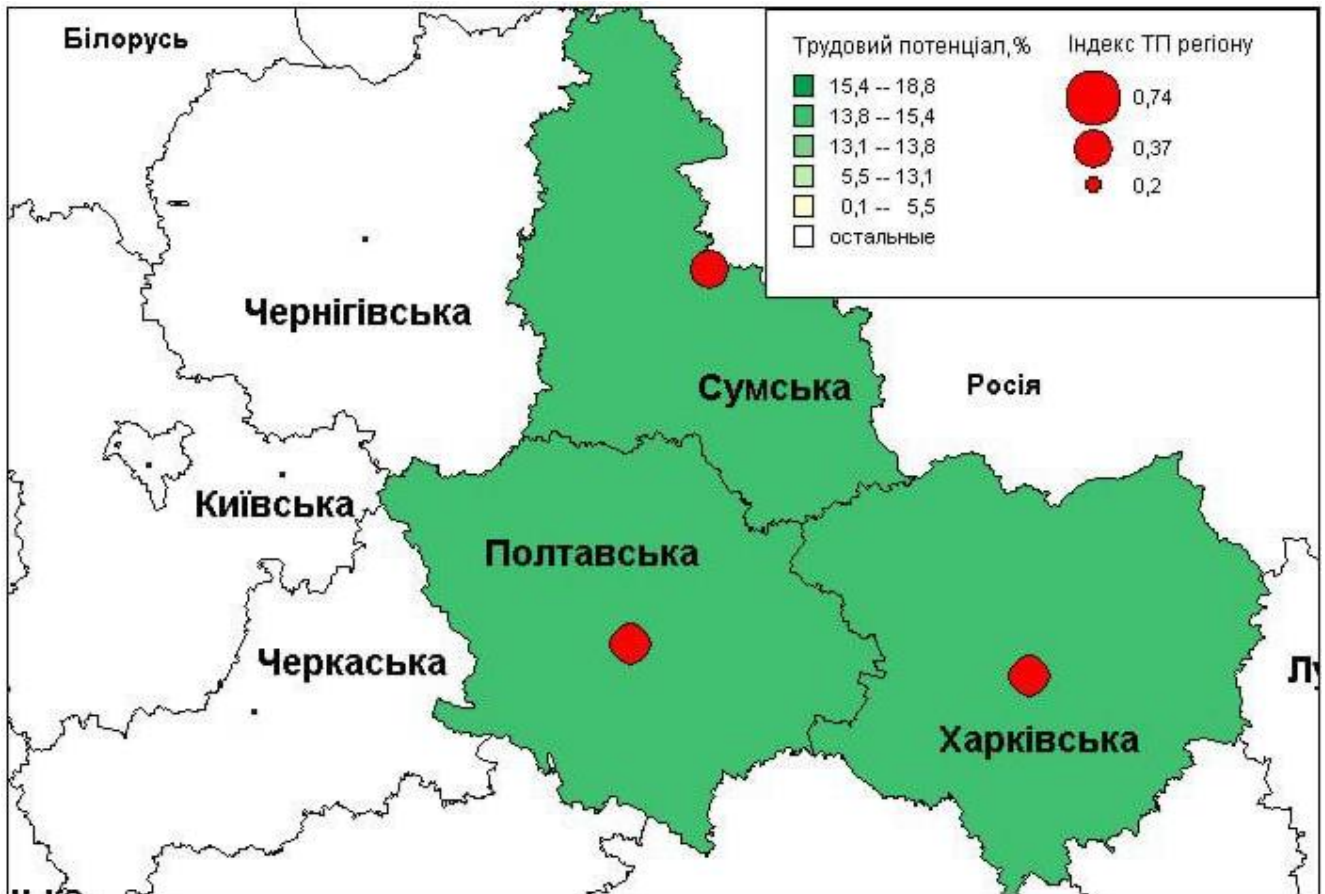 Білорусь
Трудовий потенціал,%
15,4 -- 18,8
13,8 -- 15,4
13,1 -- 13,8
5,5 -- 13,1
0,1 -- 5,5
остальные
Індекс ТП регіону
0,74
0,37
0,2
Чернігівська
Сумська
Росія
Київська
Полтавська
Черкаська
Харківська